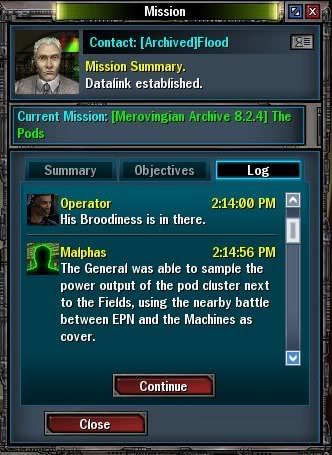 Mission
Contact: [Archived]Flood
Mission Summary.
Datalink established.
Current Mission: [Merovingian Archive 8.2.4] The
Pods
Summary
Objectives
Log
Operator
2:14:00 PM
His Broodiness is in there.
Malphas
2:14:56 PM
The General was able to sample the
power output of the pod cluster next
to the Fields, using the nearby battle
between EPN and the Machines as
cover.
Continue
Close